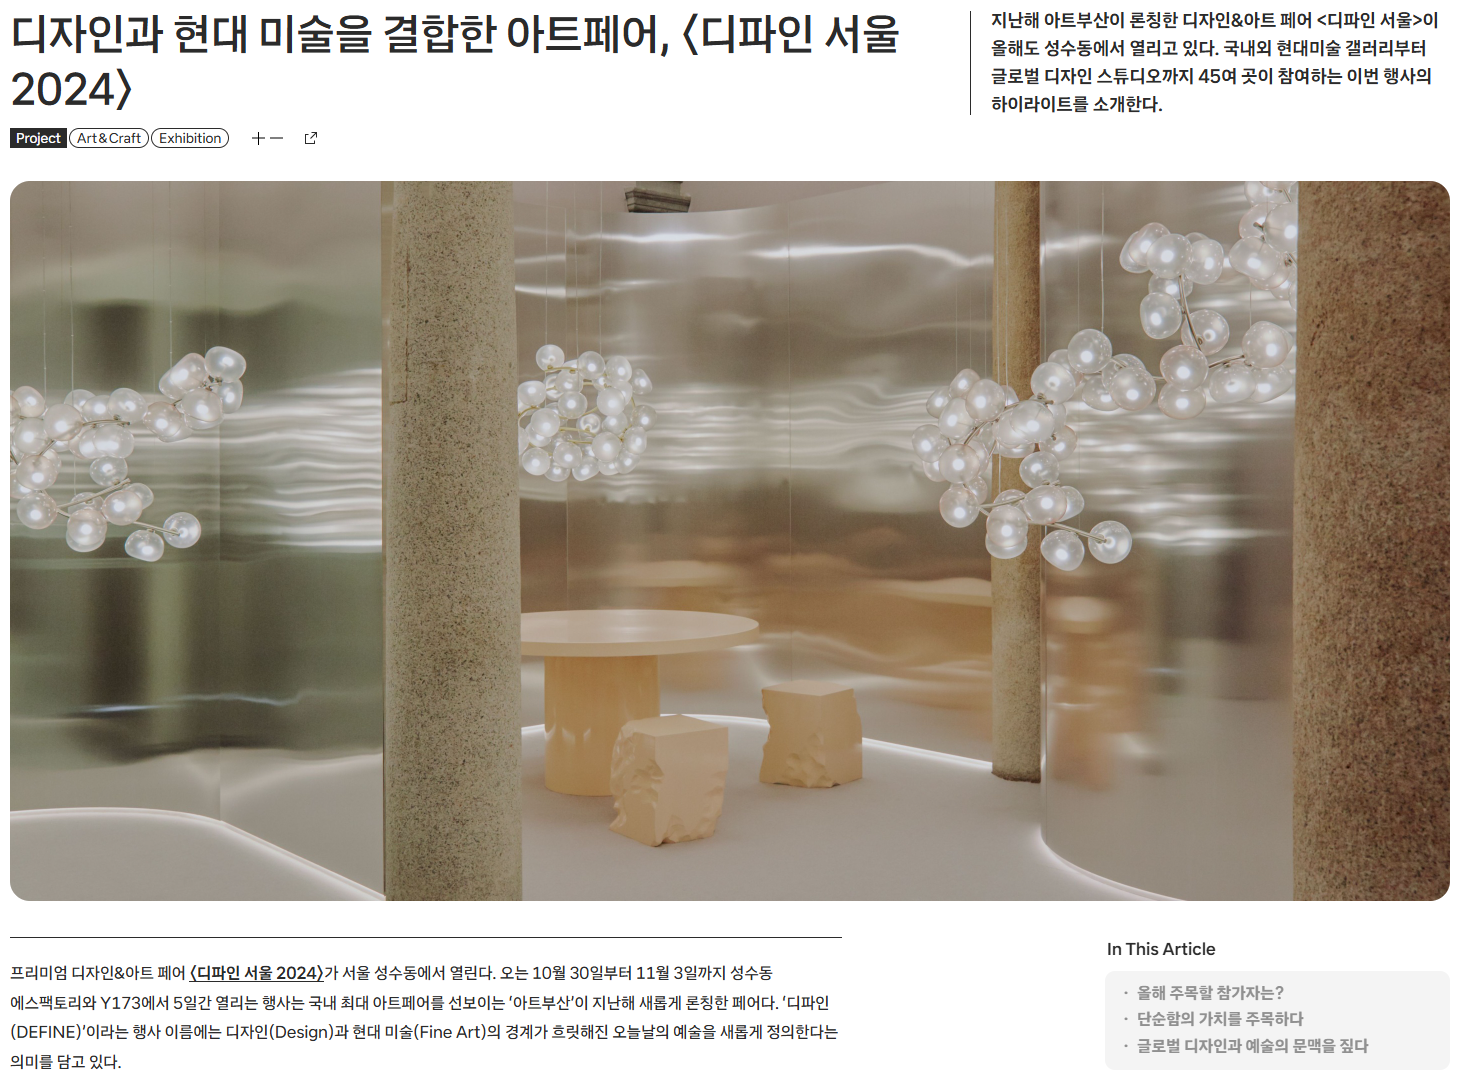 디자인과 현대 미술을 결합한 아트페어, 〈디파인 서울
2024〉
Project Art&Craft Exhibition
지난해 아트부산이 론칭한 디자인&아트 페어 <디파인 서울>이
올해도 성수동에서 열리고 있다. 국내외 현대미술 갤러리부터
글로벌 디자인 스튜디오까지 45여 곳이 참여하는 이번 행사의
하이라이트를 소개한다.
프리미엄 디자인&아트 페어 〈디파인 서울 2024〉가 서울 성수동에서 열린다. 오는 10월 30일부터 11월 3일까지 성수동
에스팩토리와 Y173에서 5일간 열리는 행사는 국내 최대 아트페어를 선보이는 ‘아트부산’이 지난해 새롭게 론칭한 페어다. ‘디파인
(DEFINE)’이라는 행사 이름에는 디자인(Design)과 현대 미술(Fine Art)의 경계가 흐릿해진 오늘날의 예술을 새롭게 정의한다는
의미를 담고 있다.
In This Article
· 올해 주목할 참가자는?
· 단순함의 가치를 주목하다
· 글로벌 디자인과 예술의 문맥을 짚다